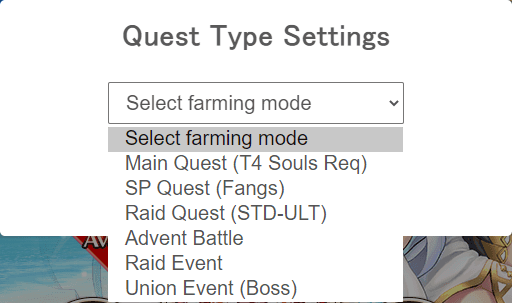 Quest Type Settings
Select farming mode
Select farming mode
Main Quest (T4 Souls Req)
SP Quest (Fangs)
Raid Quest (STD-ULT)
Advent Battle
Raid Event
Union Event (Boss)